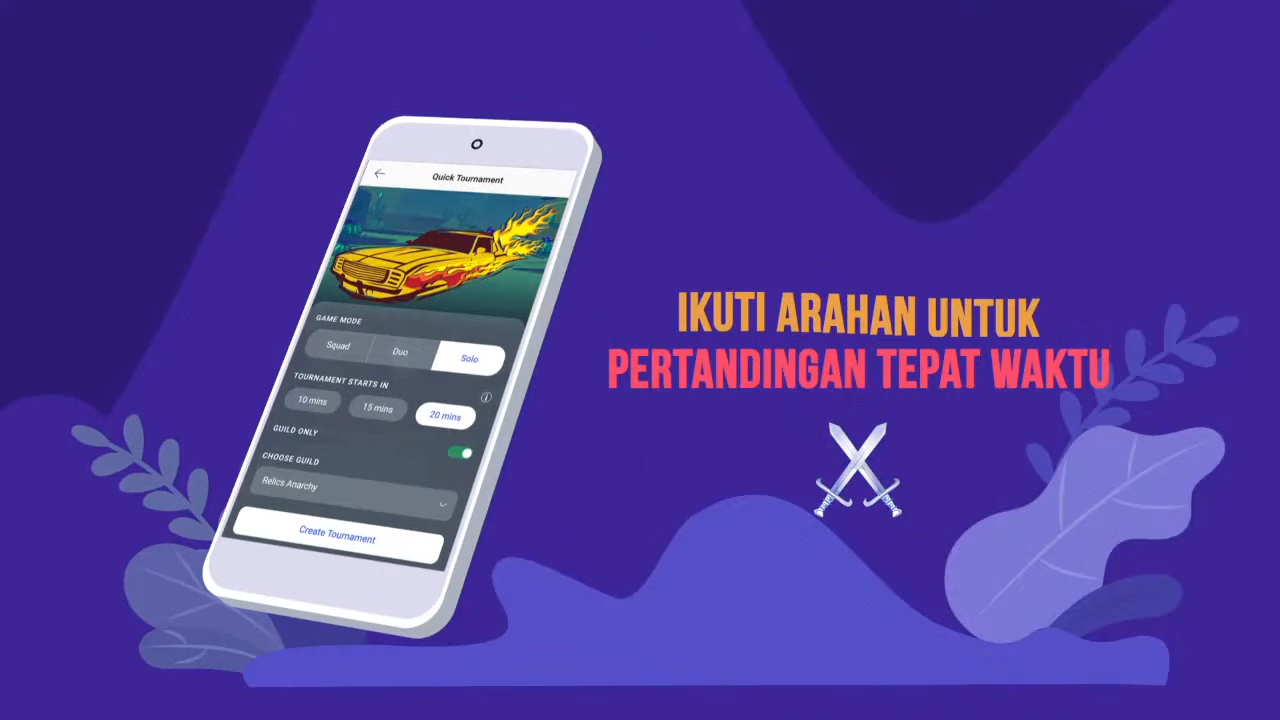 Quick Tournament
GAME MODE
Squad Duo Solo
TOURNAMENT STARTS IN
10 mins 15 mins 20 mins
GUILD ONLY
CHOOSE GUILD
Relics Anarchy
Create Tournament
IKUTI ARAHAN UNTUK
PERTANDINGAN TEPAT WAKTU